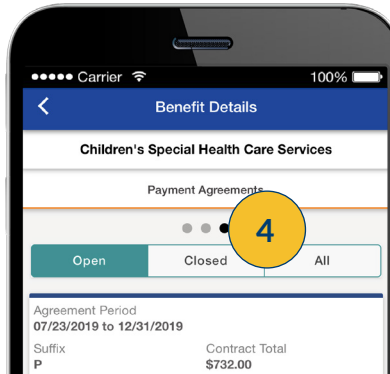 Carrier 100%
Benefit Details
Children's Special Health Care Services
Payment Agreements
4
Open Closed All
Agreement Period
07/23/2019 to 12/31/2019
Suffix Contract Total
P $732.00